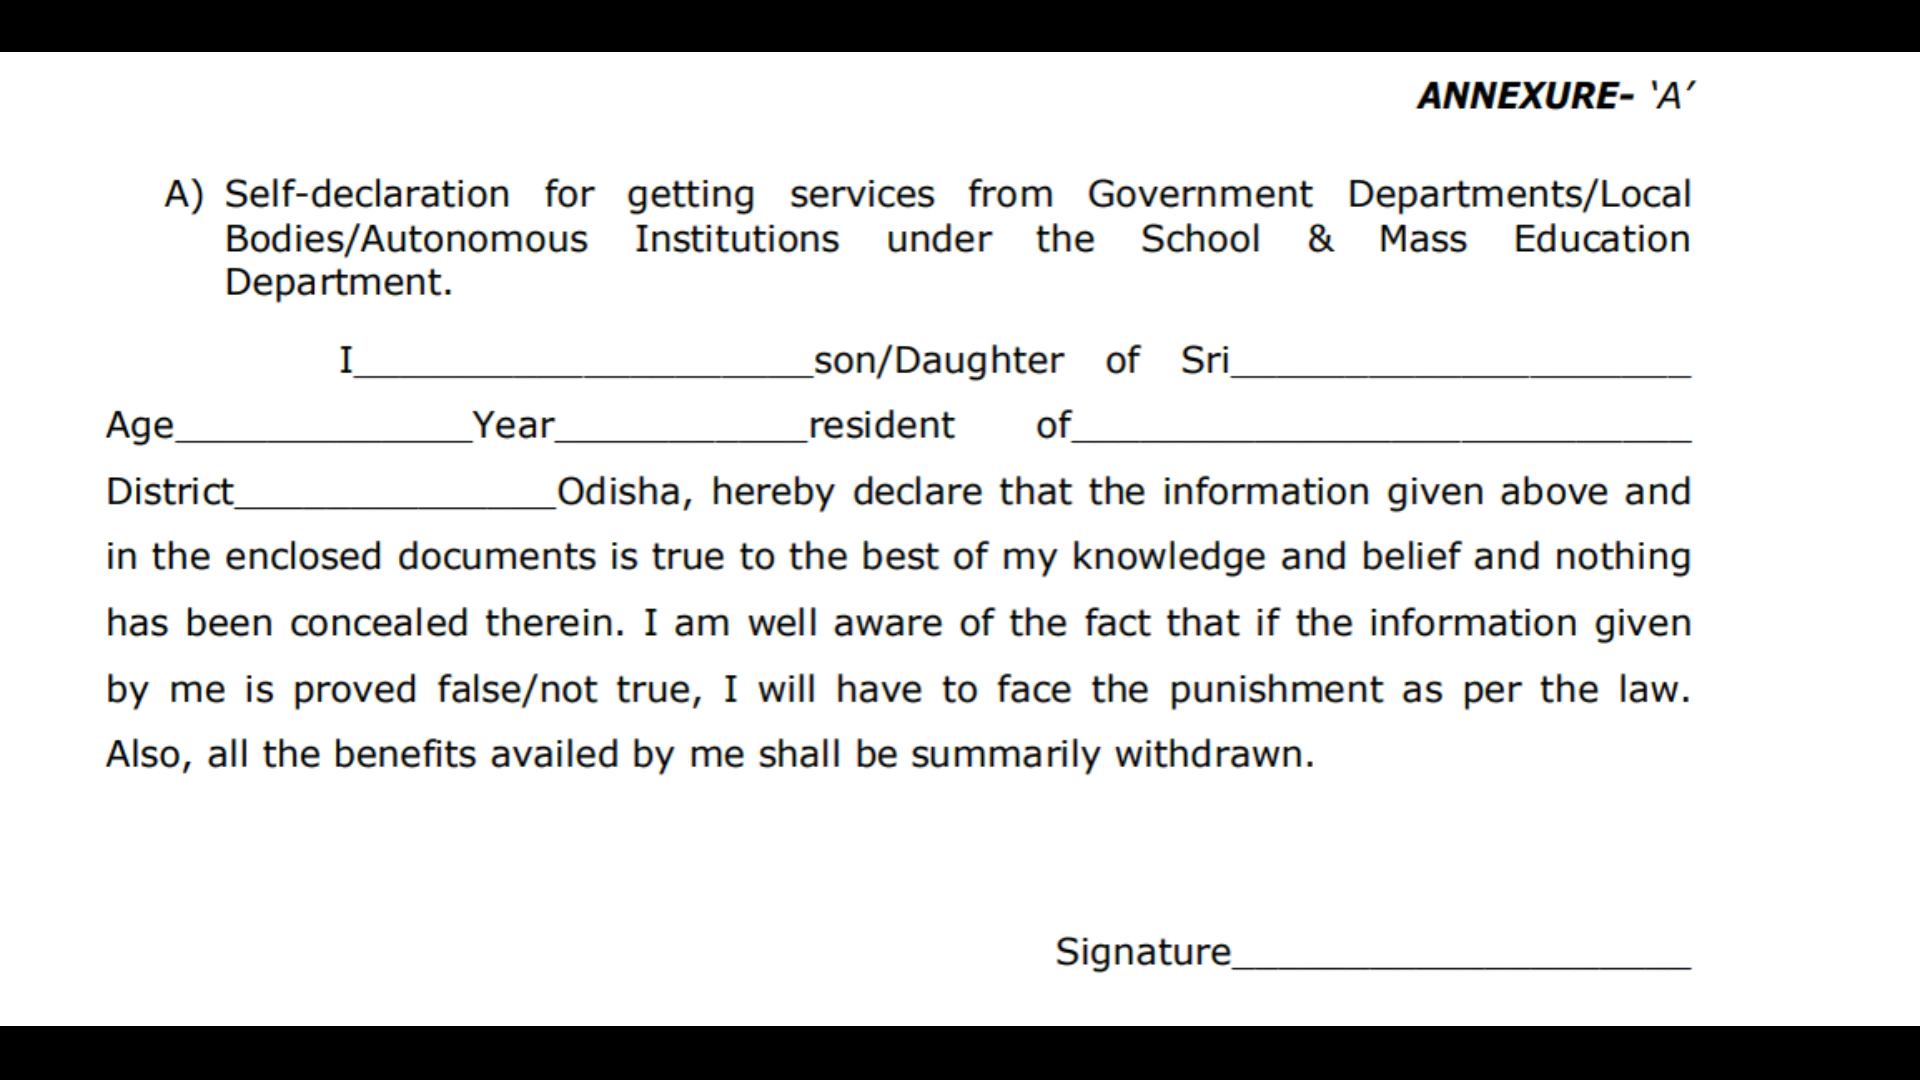 ANNEXURE- ‘A’
A) Self-declaration for getting services from Government Departments/Local
Bodies/Autonomous Institutions under the School & Mass Education
Department.
I____________________son/Daughter of Sri____________________
Age_____________Year___________resident of___________________________
District______________Odisha, hereby declare that the information given above and
in the enclosed documents is true to the best of my knowledge and belief and nothing
has been concealed therein. I am well aware of the fact that if the information given
by me is proved false/not true, I will have to face the punishment as per the law.
Also, all the benefits availed by me shall be summarily withdrawn.
Signature____________________